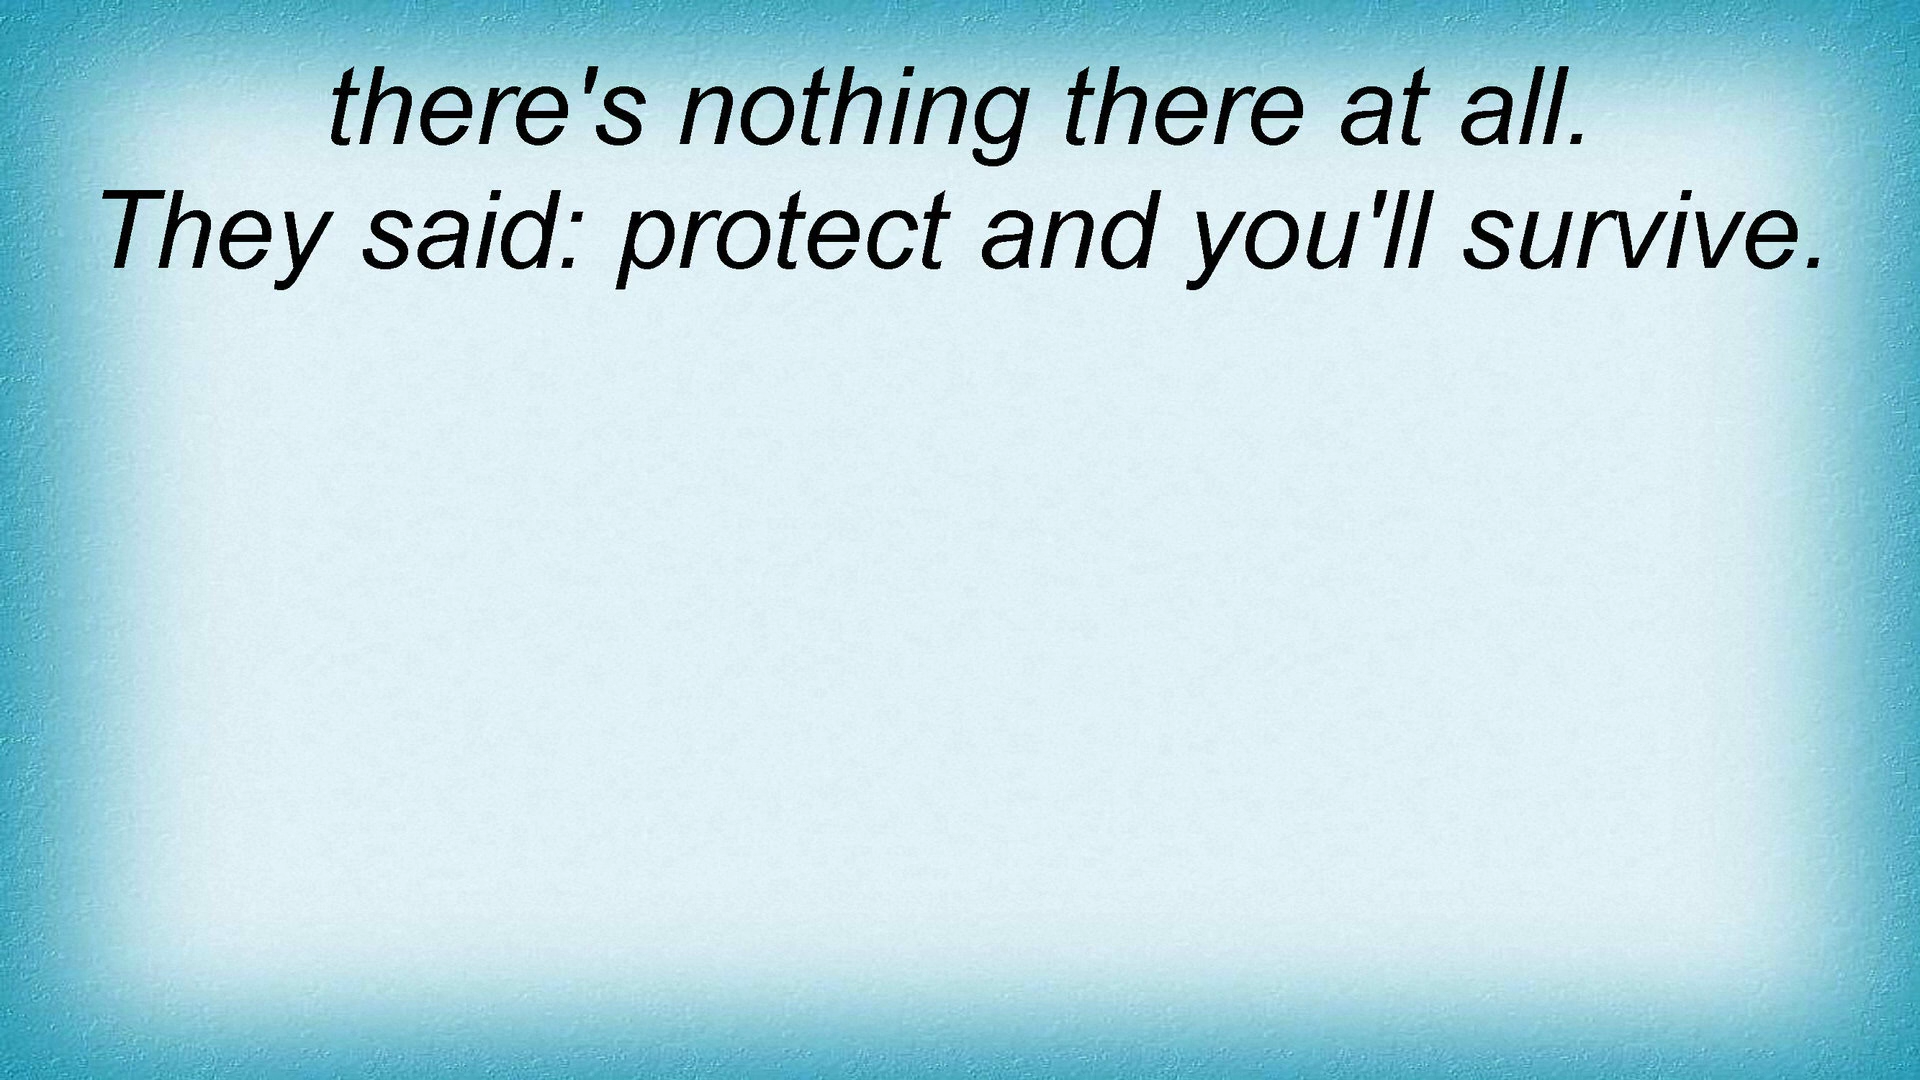 there's nothing there at all.
They said: protect and you'll survive.